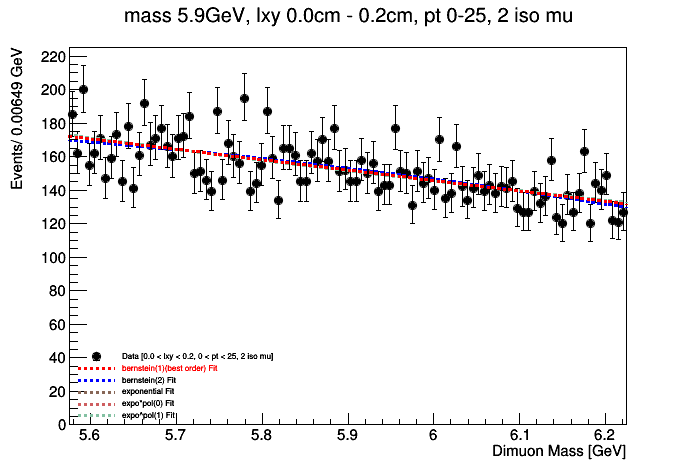 mass 5.9GeV, lxy 0.0cm - 0.2cm, pt 0-25, 2 iso mu
Events/ 0.00649 GeV
220
200
180
160
140
120
100
80
60
40
20
0
Data [0.0 < lxy < 0.2, 0 < pt < 25, 2 iso mu]
bernstein(1)(best order) Fit
bernstein(2) Fit
exponential Fit
expo*pol(0) Fit
expo*pol(1) Fit
5.6 5.7 5.8 5.9 6 6.1 6.2
Dimuon Mass [GeV]